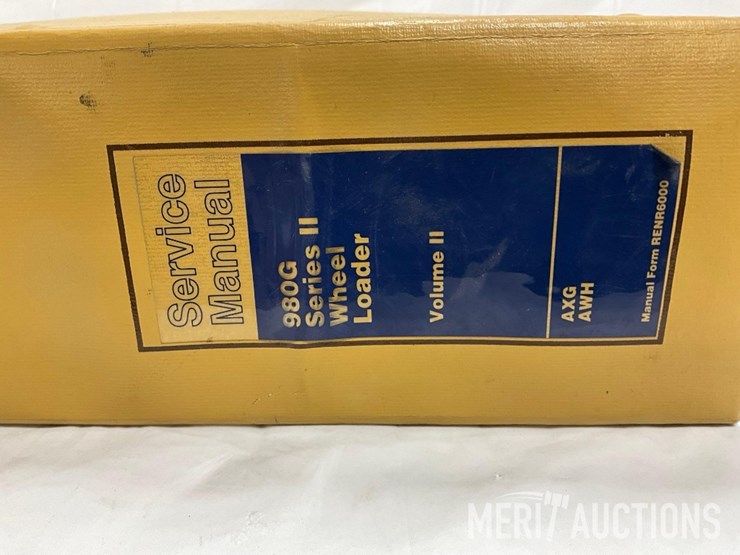 Service
Manual
980G
Series II
Wheel
Loader
Volume II
AXG
AWH
Manual Form RENR6000
MERIT AUCTIONS